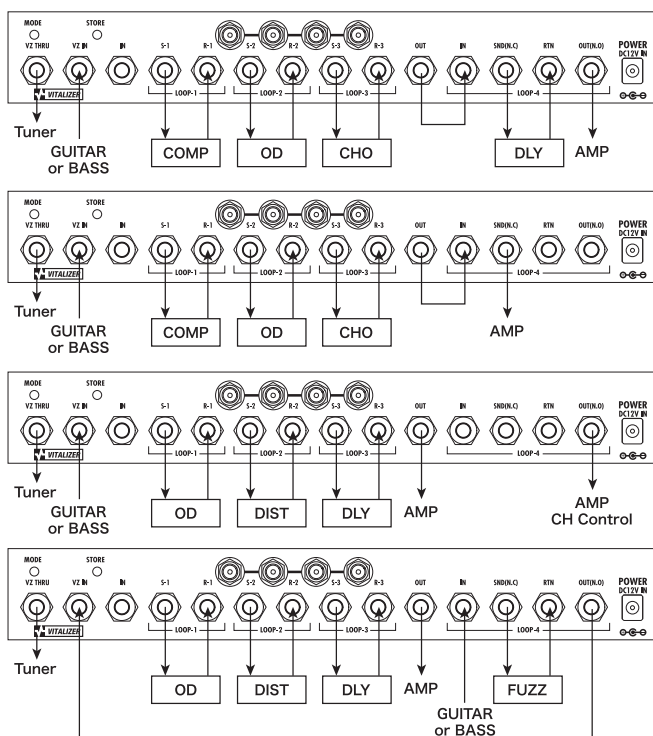 MODE STORE POWER
VZ THRU VZ IN IN S-1 R-1 S-2 R-2 S-3 R-3 OUT IN SND(N.C) RTN OUT(N.O) DC12V IN
VITALIZER LOOP-1 LOOP-2 LOOP-3 LOOP-4
Tuner
GUITAR
or BASS
COMP OD CHO DLY AMP
MODE STORE POWER
VZ THRU VZ IN IN S-1 R-1 S-2 R-2 S-3 R-3 OUT IN SND(N.C) RTN OUT(N.O) DC12V IN
VITALIZER LOOP-1 LOOP-2 LOOP-3 LOOP-4
Tuner
GUITAR
or BASS
COMP OD CHO AMP
MODE STORE POWER
VZ THRU VZ IN IN S-1 R-1 S-2 R-2 S-3 R-3 OUT IN SND(N.C) RTN OUT(N.O) DC12V IN
VITALIZER LOOP-1 LOOP-2 LOOP-3 LOOP-4
Tuner
GUITAR
or BASS
OD DIST DLY AMP
AMP
CH Control
MODE STORE POWER
VZ THRU VZ IN IN S-1 R-1 S-2 R-2 S-3 R-3 OUT IN SND(N.C) RTN OUT(N.O) DC12V IN
VITALIZER LOOP-1 LOOP-2 LOOP-3 LOOP-4
Tuner
OD DIST DLY AMP FUZZ
GUITAR
or BASS